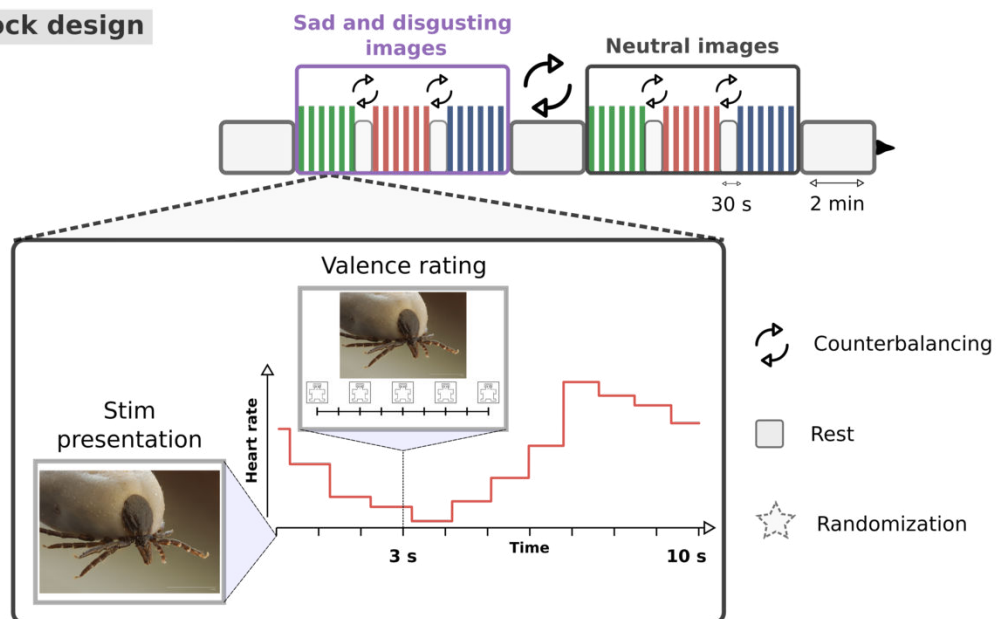 ock design
Sad and disgusting
images
Neutral images
30 s
2 min
Valence rating
Stim
presentation
Heart rate
3 s
Time
10 s
Counterbalancing
Rest
Randomization